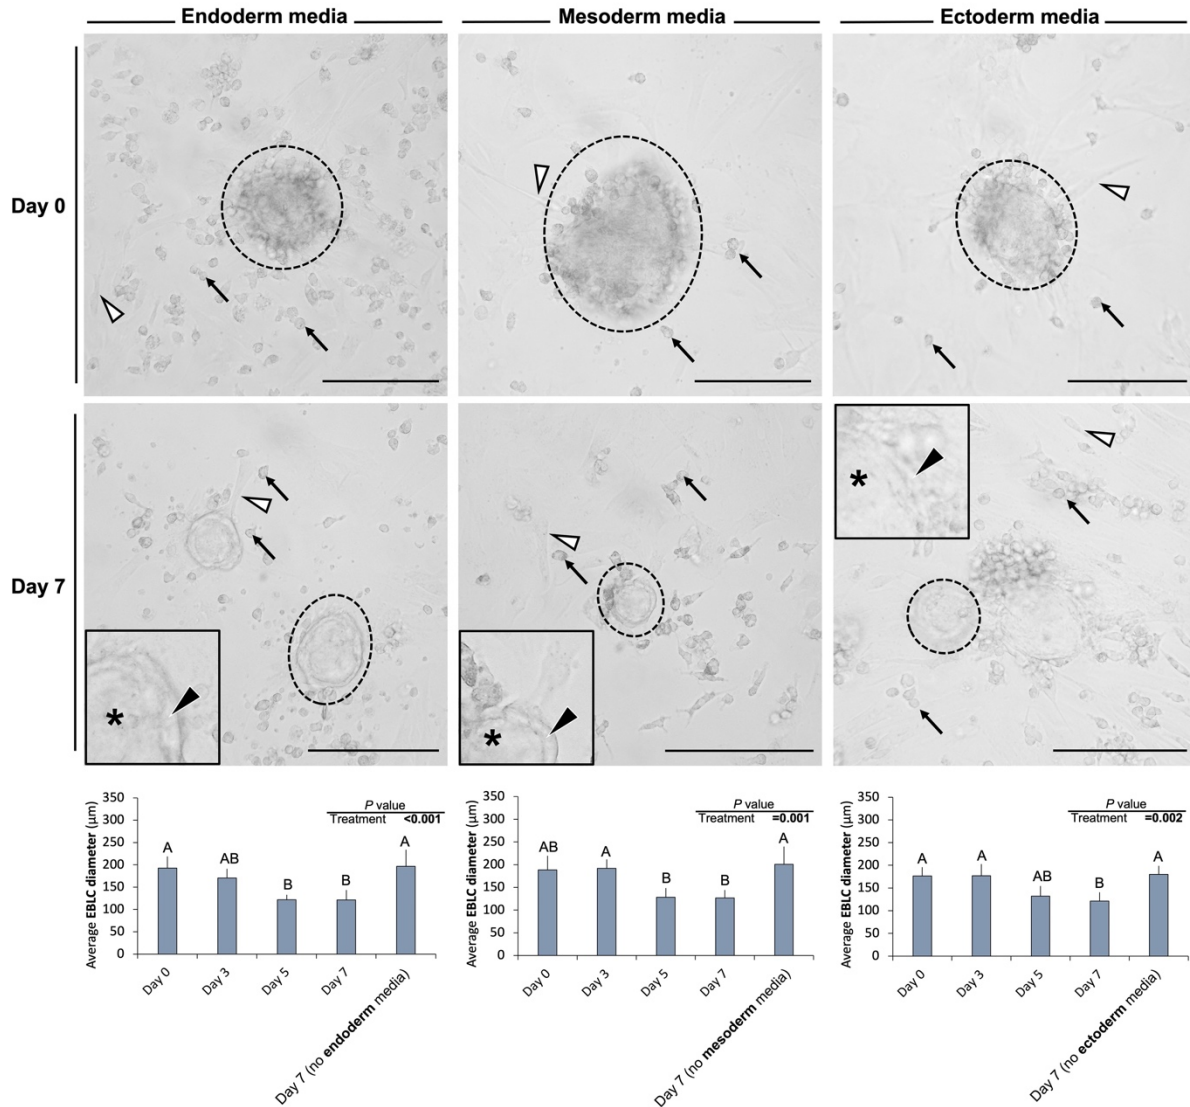 Endoderm media
Mesoderm media
Ectoderm media
Day 0
Day 7
*
*
*
Average EBLC diameter (µm)
350
300
250
200
150
100
50
0
P value
Treatment <0.001
A
AB
B
B
A
Day 0
Day 3
Day 5
Day 7
Day 7 (no endoderm media)
Average EBLC diameter (µm)
350
300
250
200
150
100
50
0
P value
Treatment =0.001
AB
A
B
B
A
Day 0
Day 3
Day 5
Day 7
Day 7 (no mesoderm media)
Average EBLC diameter (µm)
350
300
250
200
150
100
50
0
P value
Treatment =0.002
A
A
AB
B
A
Day 0
Day 3
Day 5
Day 7
Day 7 (no ectoderm media)